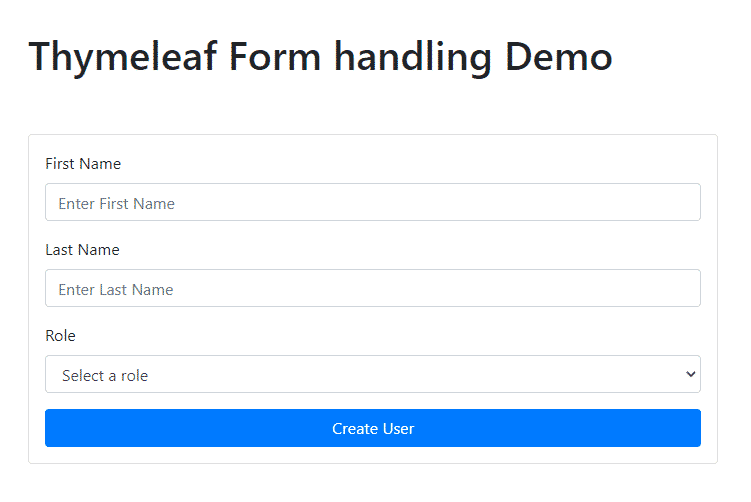 Thymeleaf Form handling Demo
First Name
Enter First Name
Last Name
Enter Last Name
Role
Select a role
Create User